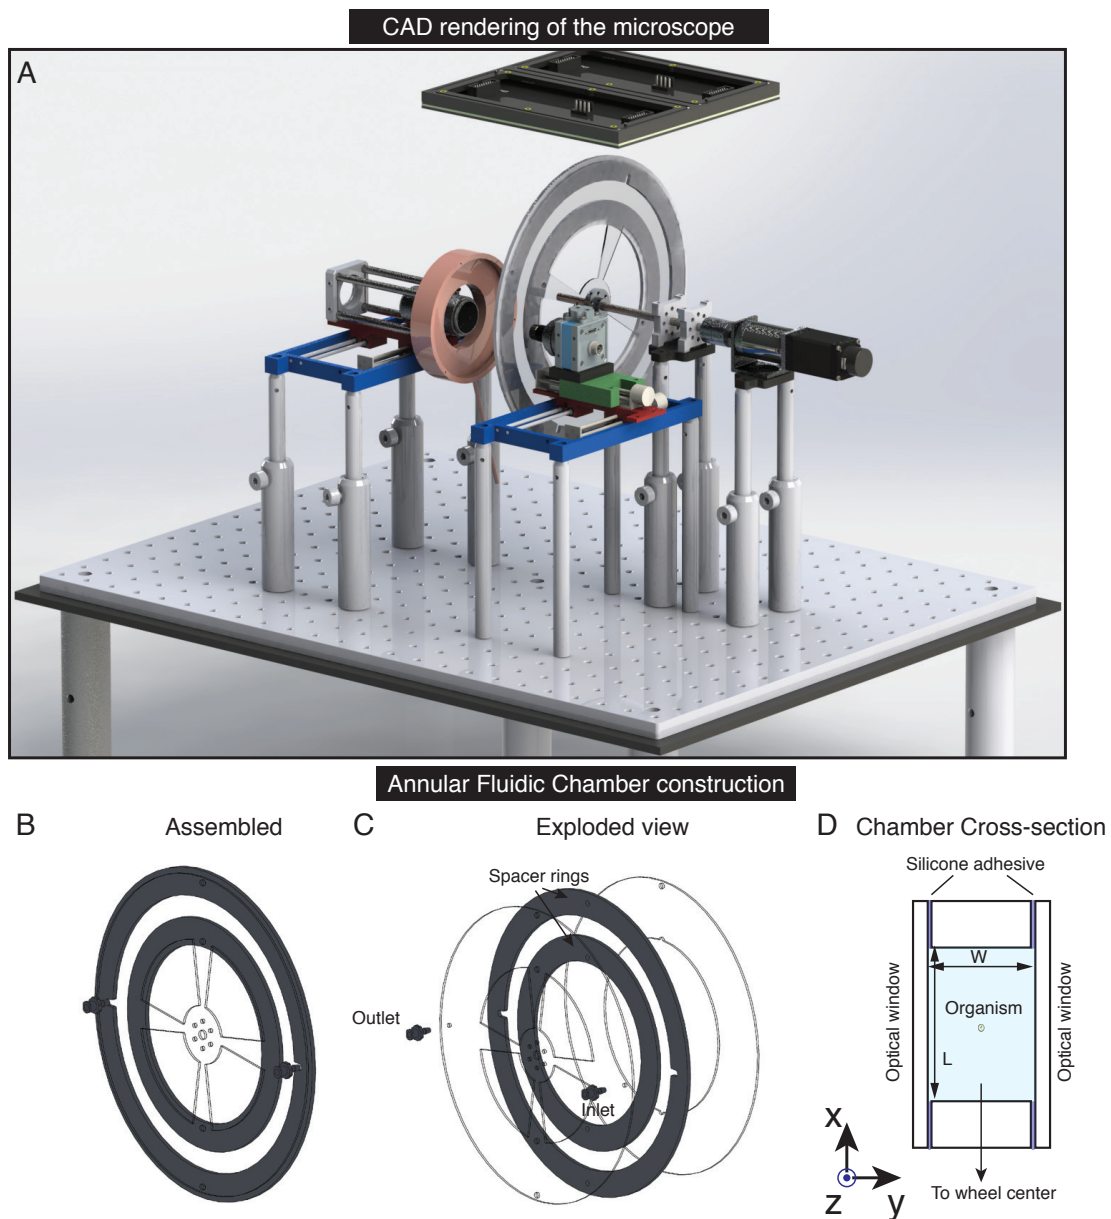 CAD rendering of the microscope
A
Annular Fluidic Chamber construction
B
Assembled
C
Exploded view
D
Chamber Cross-section
Spacer rings
Outlet
Inlet
Silicone adhesive
Optical window
W
Organism
L
Optical window
To wheel center
x
z
y